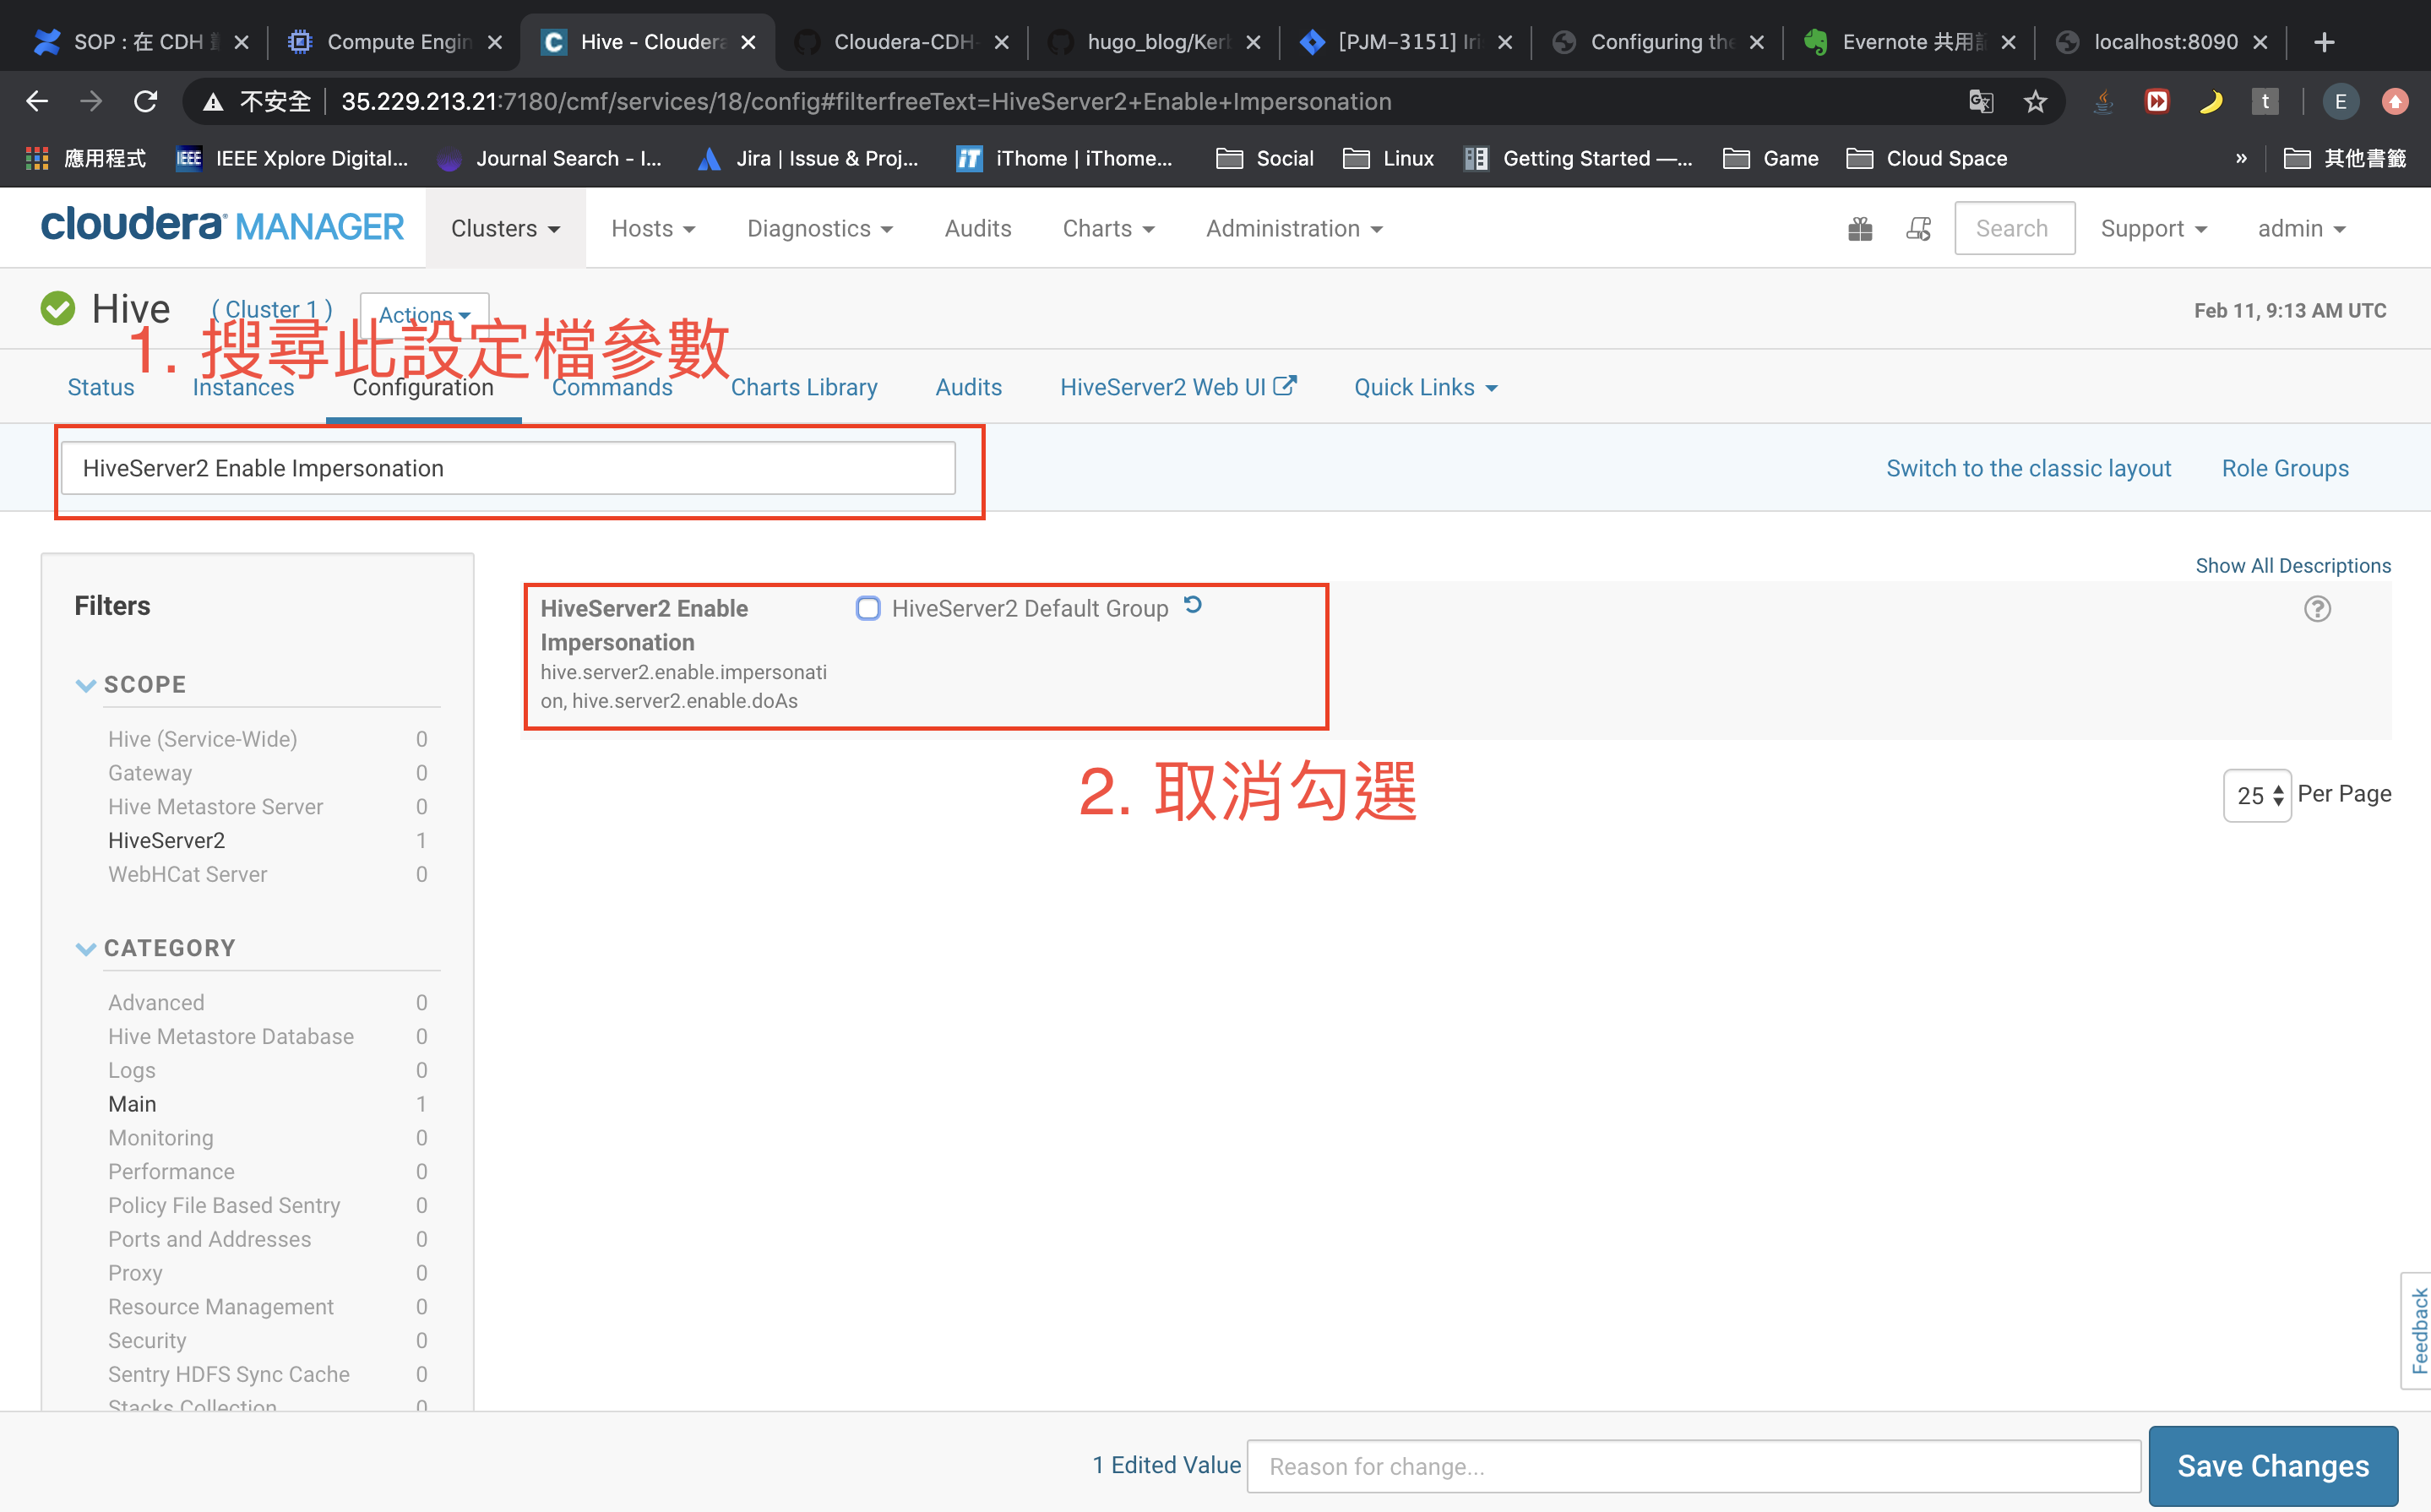 SOP : 在 CDH
Compute Engin
Hive - Cloudera
Cloudera-CDH-
hugo_blog/Kerb
[PJM-3151] Iri
Configuring the
Evernote 共用
localhost:8090
不安全
35.229.213.21:7180/cmf/services/18/config#filterfreeText=HiveServer2+Enable+Impersonation
t
E
應用程式
IEEE
IEEE Xplore Digital...
Journal Search - I...
Jira | Issue & Proj...
iT
iThome | iThome...
Social
Linux
Getting Started —...
Game
Cloud Space
»
其他書籤
cloudera MANAGER
Clusters
Hosts
Diagnostics
Audits
Charts
Administration
Search
Support
admin
Hive
( Cluster 1 )
Actions
Feb 11, 9:13 AM UTC
1. 搜尋此設定檔參數
Status
Instances
Configuration
Commands
Charts Library
Audits
HiveServer2 Web UI
Quick Links
HiveServer2 Enable Impersonation
Switch to the classic layout
Role Groups
Show All Descriptions
Filters
HiveServer2 Enable
Impersonation
hive.server2.enable.impersonati
on, hive.server2.enable.doAs
HiveServer2 Default Group
2. 取消勾選
25 Per Page
SCOPE
Hive (Service-Wide) 0
Gateway 0
Hive Metastore Server 0
HiveServer2 1
WebHCat Server 0
CATEGORY
Advanced 0
Hive Metastore Database 0
Logs 0
Main 1
Monitoring 0
Performance 0
Policy File Based Sentry 0
Ports and Addresses 0
Proxy 0
Resource Management 0
Security 0
Sentry HDFS Sync Cache 0
Stacks Collection 0
Feedback
1 Edited Value
Reason for change...
Save Changes